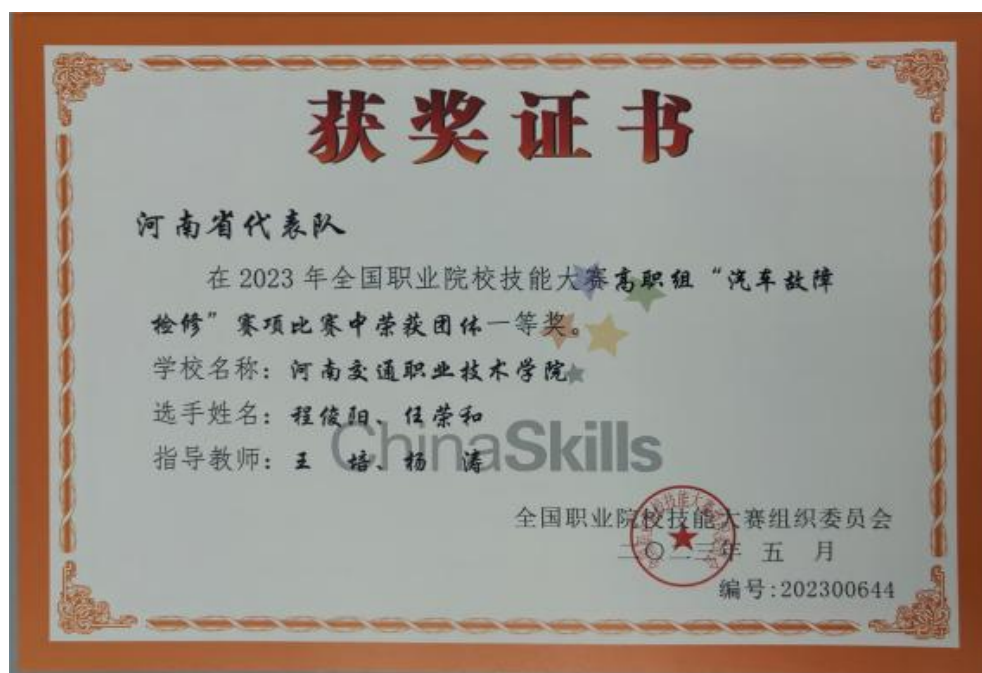 获奖证书
河南省代表队
在2023年全国职业院校技能大赛高职组“汽车故障
检修”赛项比赛中荣获团体一等奖。
学校名称：河南交通职业技术学院
选手姓名：程俊阳、任荣和
指导教师：王 培、杨 涛
ChinaSkills
全国职业院校技能大赛组织委员会
二〇二三年 五 月
编号:202300644